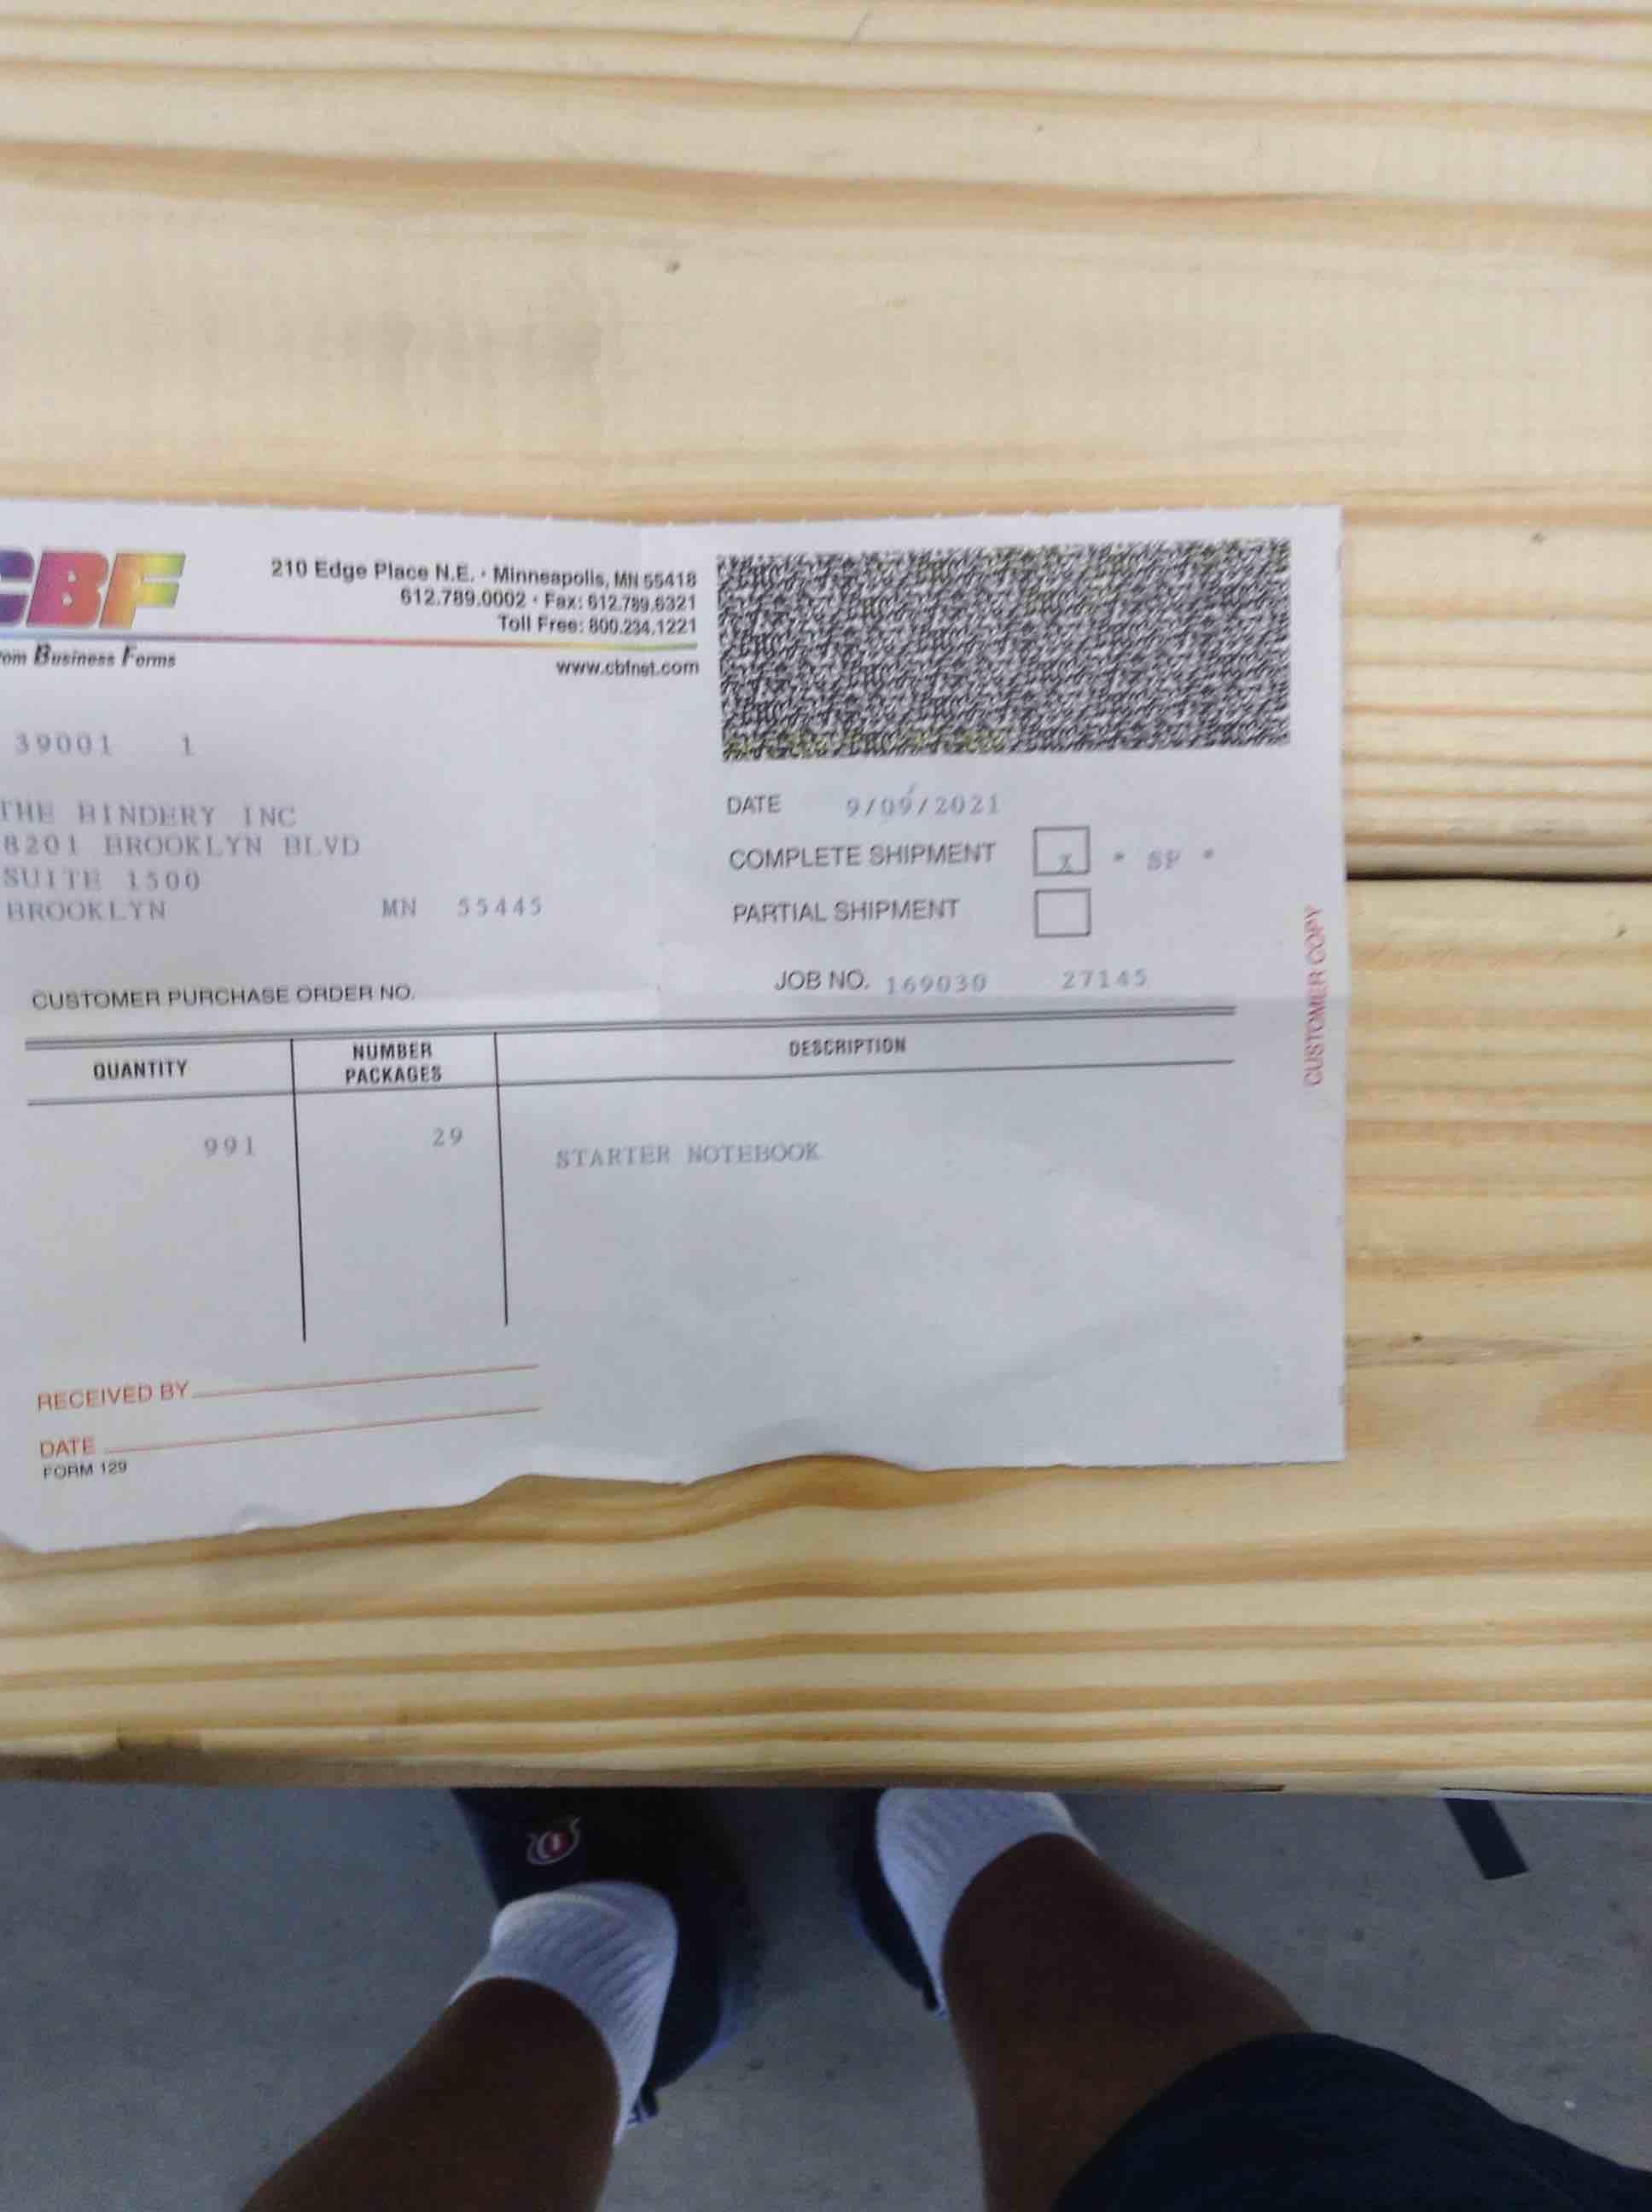 CBF
210 Edge Place N.E. • Minneapolis, MN 55418
612.789.0002 • Fax: 612.789.6321
Toll Free: 800.234.1221
om Business Forms
www.cbfnet.com
39001 1
THE BINDERY INC
8201 BROOKLYN BLVD
SUITE 1500
BROOKLYN MN 55445
DATE 9/09/2021
COMPLETE SHIPMENT X * SP *
PARTIAL SHIPMENT
JOB NO. 169030 27145
CUSTOMER PURCHASE ORDER NO.
QUANTITY NUMBER PACKAGES DESCRIPTION
991 29 STARTER NOTEBOOK
RECEIVED BY
DATE
FORM 129
CUSTOMER COPY